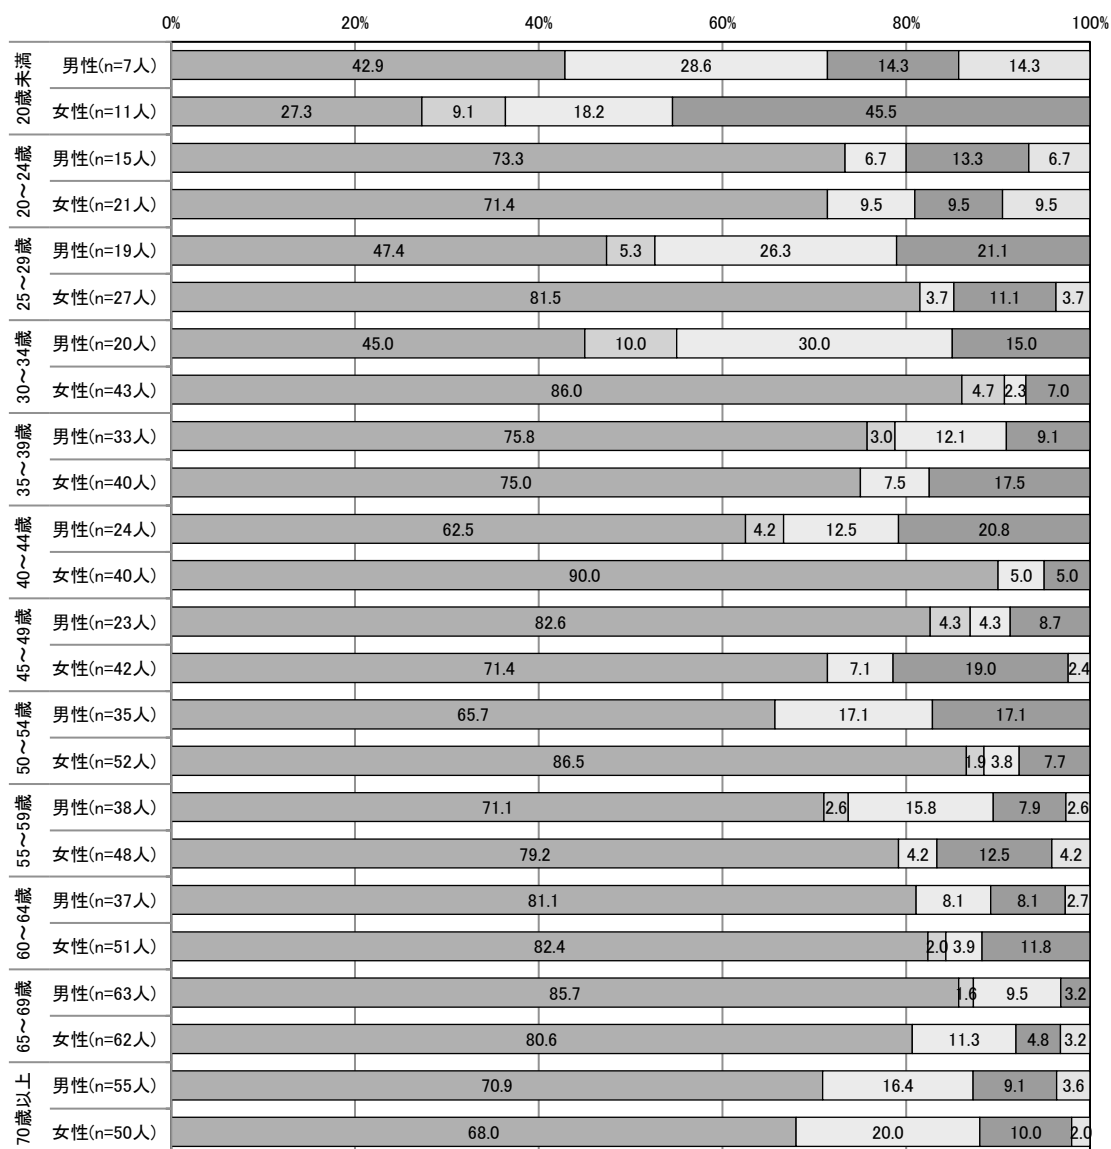 0% 20% 40% 60% 80% 100%
20歳未満
男性(n=7人) 42.9 28.6 14.3 14.3
女性(n=11人) 27.3 9.1 18.2 45.5
20～24歳
男性(n=15人) 73.3 6.7 13.3 6.7
女性(n=21人) 71.4 9.5 9.5 9.5
25～29歳
男性(n=19人) 47.4 5.3 26.3 21.1
女性(n=27人) 81.5 3.7 11.1 3.7
30～34歳
男性(n=20人) 45.0 10.0 30.0 15.0
女性(n=43人) 86.0 4.7 2.3 7.0
35～39歳
男性(n=33人) 75.8 3.0 12.1 9.1
女性(n=40人) 75.0 7.5 17.5
40～44歳
男性(n=24人) 62.5 4.2 12.5 20.8
女性(n=40人) 90.0 5.0 5.0
45～49歳
男性(n=23人) 82.6 4.3 4.3 8.7
女性(n=42人) 71.4 7.1 19.0 2.4
50～54歳
男性(n=35人) 65.7 17.1 17.1
女性(n=52人) 86.5 1.9 3.8 7.7
55～59歳
男性(n=38人) 71.1 2.6 15.8 7.9 2.6
女性(n=48人) 79.2 4.2 12.5 4.2
60～64歳
男性(n=37人) 81.1 8.1 8.1 2.7
女性(n=51人) 82.4 2.0 3.9 11.8
65～69歳
男性(n=63人) 85.7 1.6 9.5 3.2
女性(n=62人) 80.6 11.3 4.8 3.2
70歳以上
男性(n=55人) 70.9 16.4 9.1 3.6
女性(n=50人) 68.0 20.0 10.0 2.0